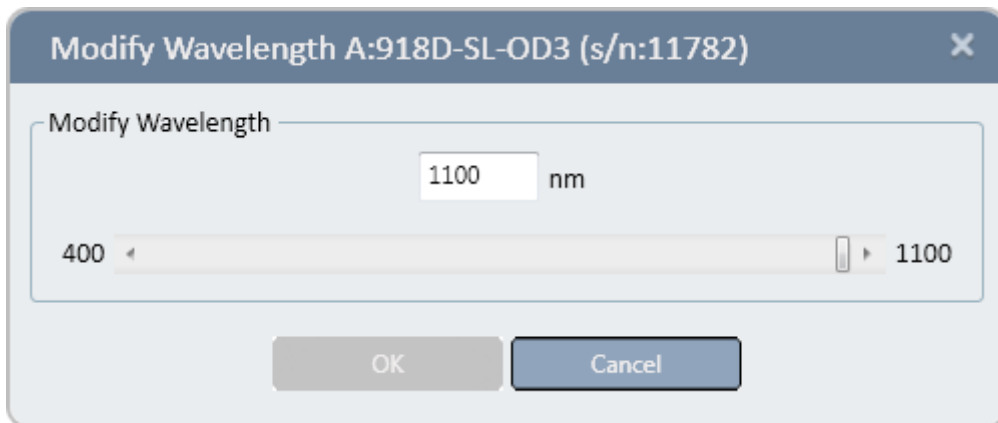 Modify Wavelength A:918D-SL-OD3 (s/n:11782)
Modify Wavelength
1100 nm
400 1100
OK Cancel